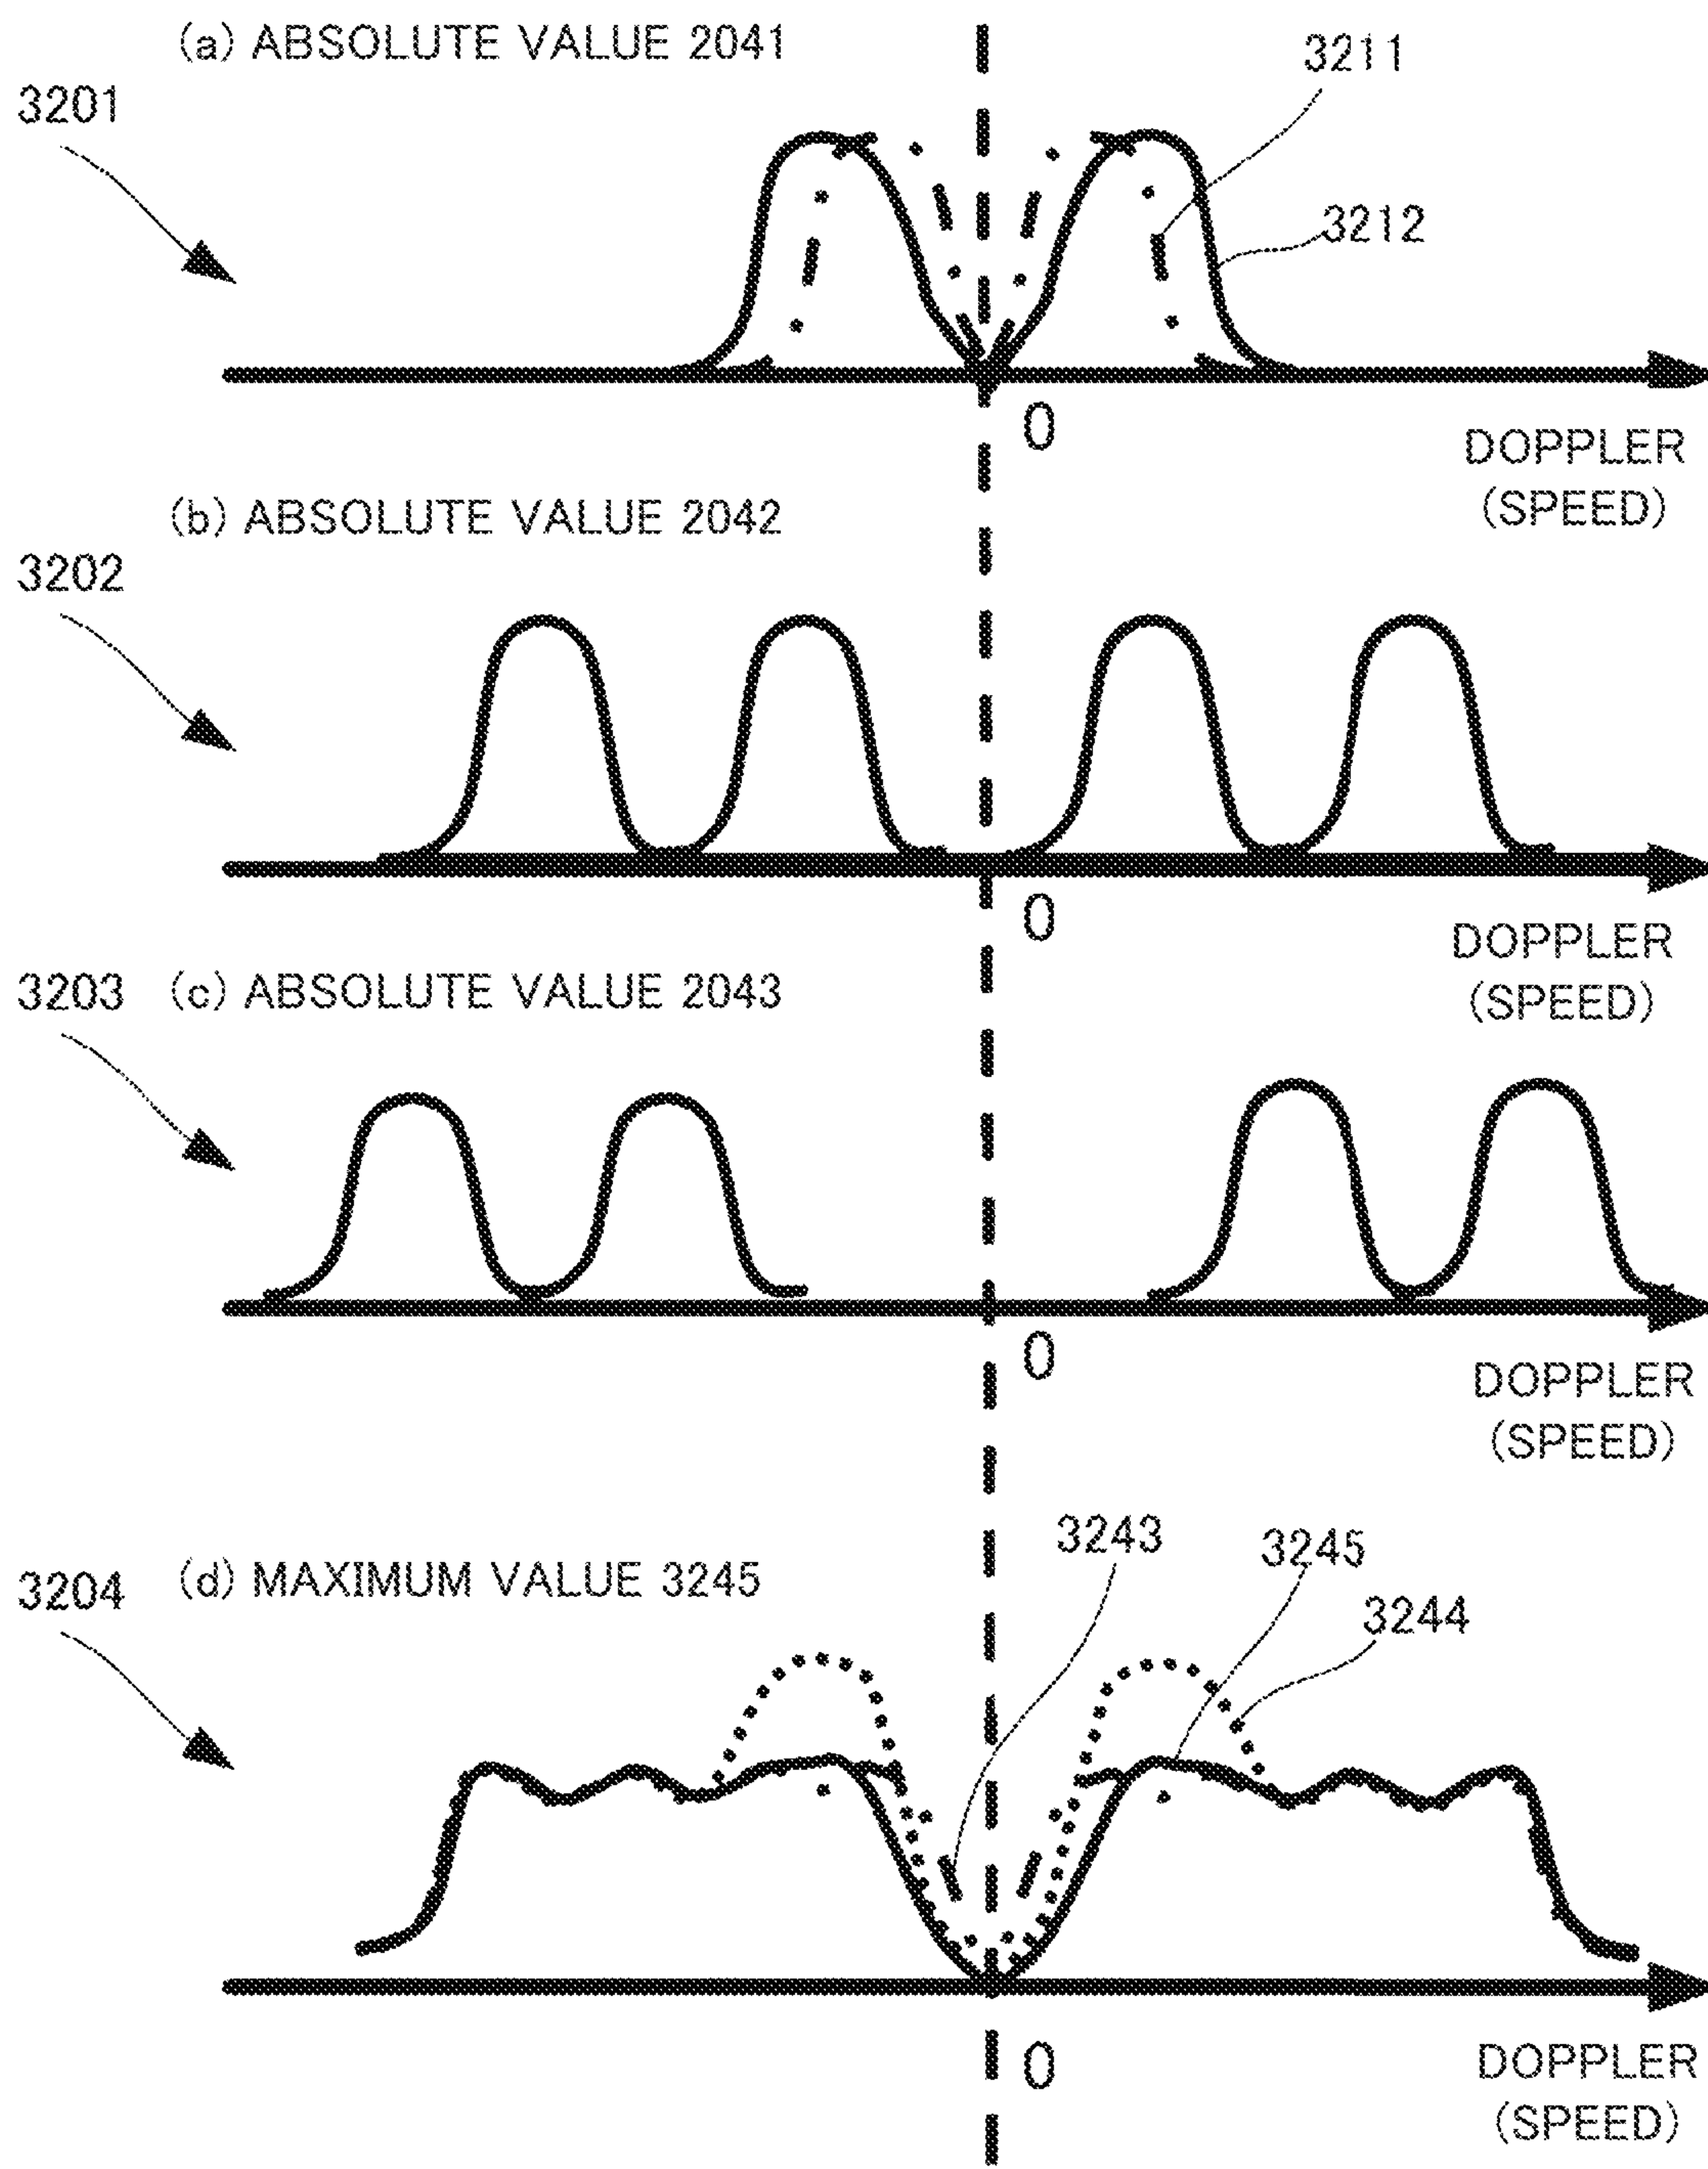 (a) ABSOLUTE VALUE 2041
3211
3201
3212
0
DOPPLER
(SPEED)
(b) ABSOLUTE VALUE 2042
3202
0
DOPPLER
(SPEED)
3203 (c) ABSOLUTE VALUE 2043
0
DOPPLER
(SPEED)
3243
3245
3204 (d) MAXIMUM VALUE 3245
3244
0
DOPPLER
(SPEED)